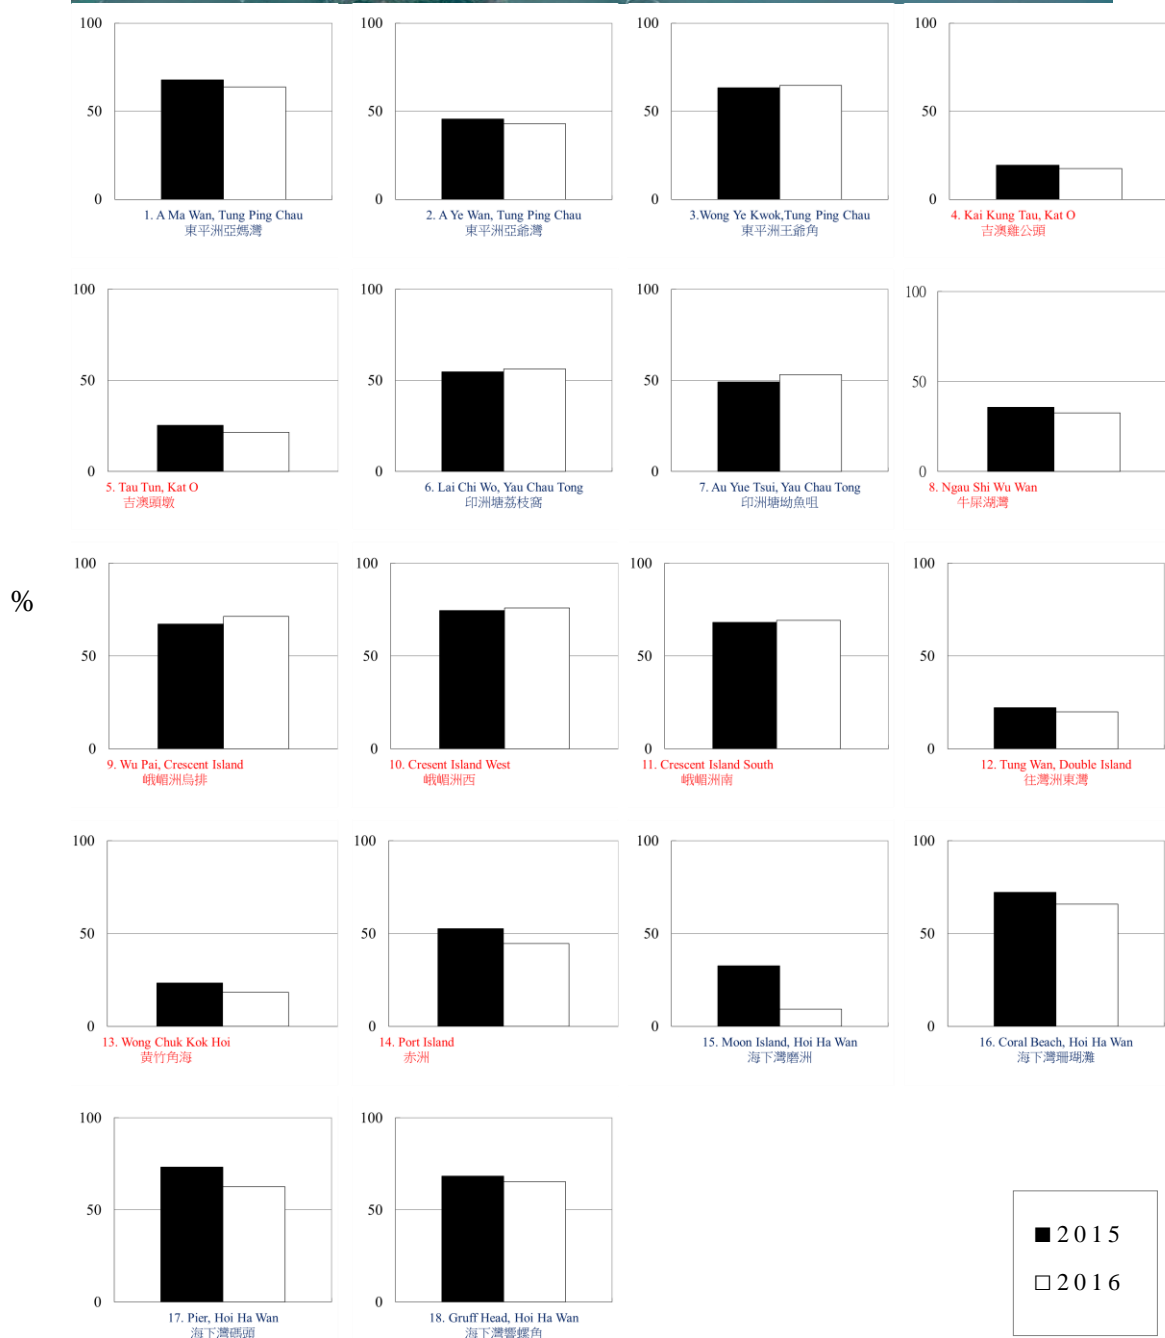 100
50
0
1. A Ma Wan, Tung Ping Chau
東平洲亞媽灣
100
50
0
2. A Ye Wan, Tung Ping Chau
東平洲亞爺灣
100
50
0
3.Wong Ye Kwok,Tung Ping Chau
東平洲王爺角
100
50
0
4. Kai Kung Tau, Kat O
吉澳雞公頭
100
50
0
5. Tau Tun, Kat O
吉澳頭墩
100
50
0
6. Lai Chi Wo, Yau Chau Tong
印洲塘荔枝窩
100
50
0
7. Au Yue Tsui, Yau Chau Tong
印洲塘坳魚咀
100
50
0
8. Ngau Shi Wu Wan
牛屎湖灣
%
100
50
0
9. Wu Pai, Crescent Island
峨嵋洲烏排
100
50
0
10. Cresent Island West
峨嵋洲西
100
50
0
11. Crescent Island South
峨嵋洲南
100
50
0
12. Tung Wan, Double Island
往灣洲東灣
100
50
0
13. Wong Chuk Kok Hoi
黃竹角海
100
50
0
14. Port Island
赤洲
100
50
0
15. Moon Island, Hoi Ha Wan
海下灣磨洲
100
50
0
16. Coral Beach, Hoi Ha Wan
海下灣珊瑚灘
100
50
0
17. Pier, Hoi Ha Wan
海下灣碼頭
100
50
0
18. Gruff Head, Hoi Ha Wan
海下灣響螺角
2015
2016